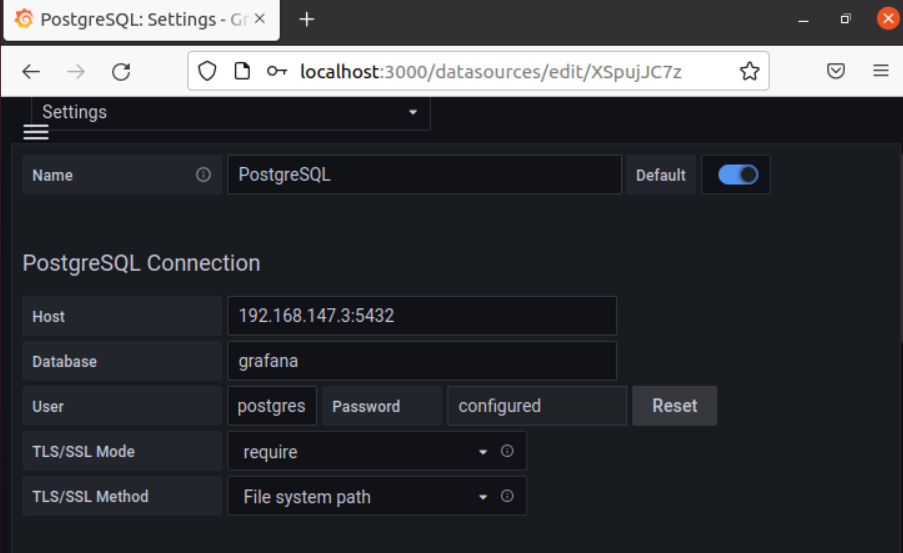 PostgreSQL: Settings - Gr
localhost:3000/datasources/edit/XSpujJC7z
Settings
Name PostgreSQL Default
PostgreSQL Connection
Host 192.168.147.3:5432
Database grafana
User postgres Password configured Reset
TLS/SSL Mode require
TLS/SSL Method File system path